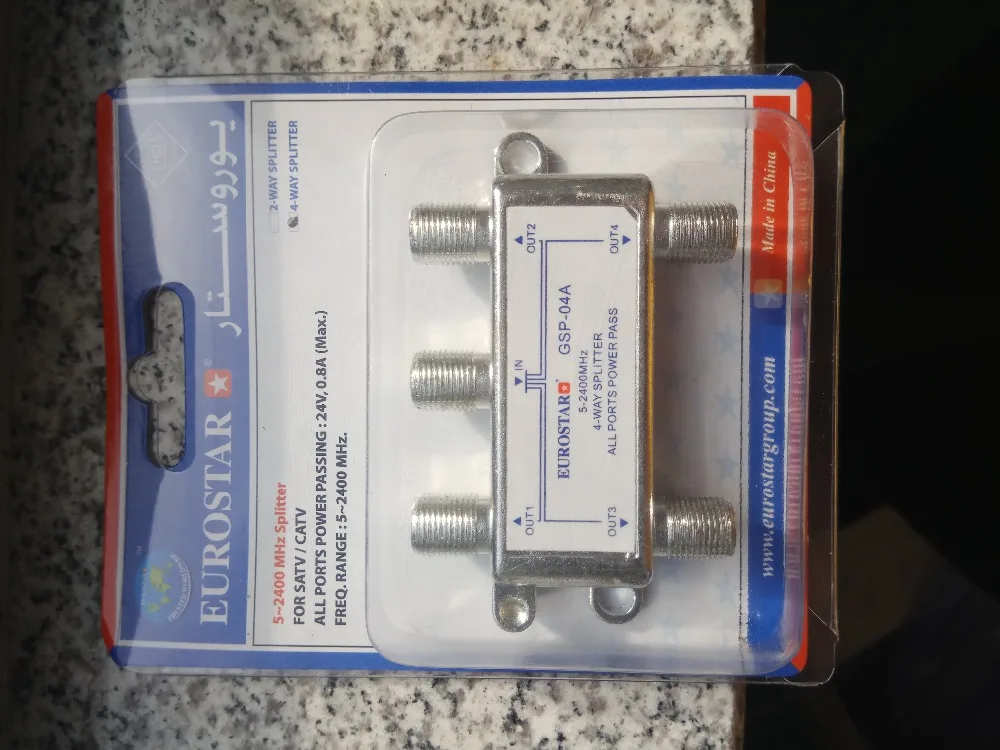 يوروستار
EUROSTAR
5~2400 MHz Splitter
FOR SATV / CATV
ALL PORTS POWER PASSING : 24V, 0.8A (Max.)
FREQ. RANGE : 5~2400 MHz.
2-WAY SPLITTER
4-WAY SPLITTER
OUT1
IN
OUT2
EUROSTAR
GSP-04A
5-2400MHz
4-WAY SPLITTER
ALL PORTS POWER PASS
OUT3
OUT4
www.eurostargroup.com
Made in China